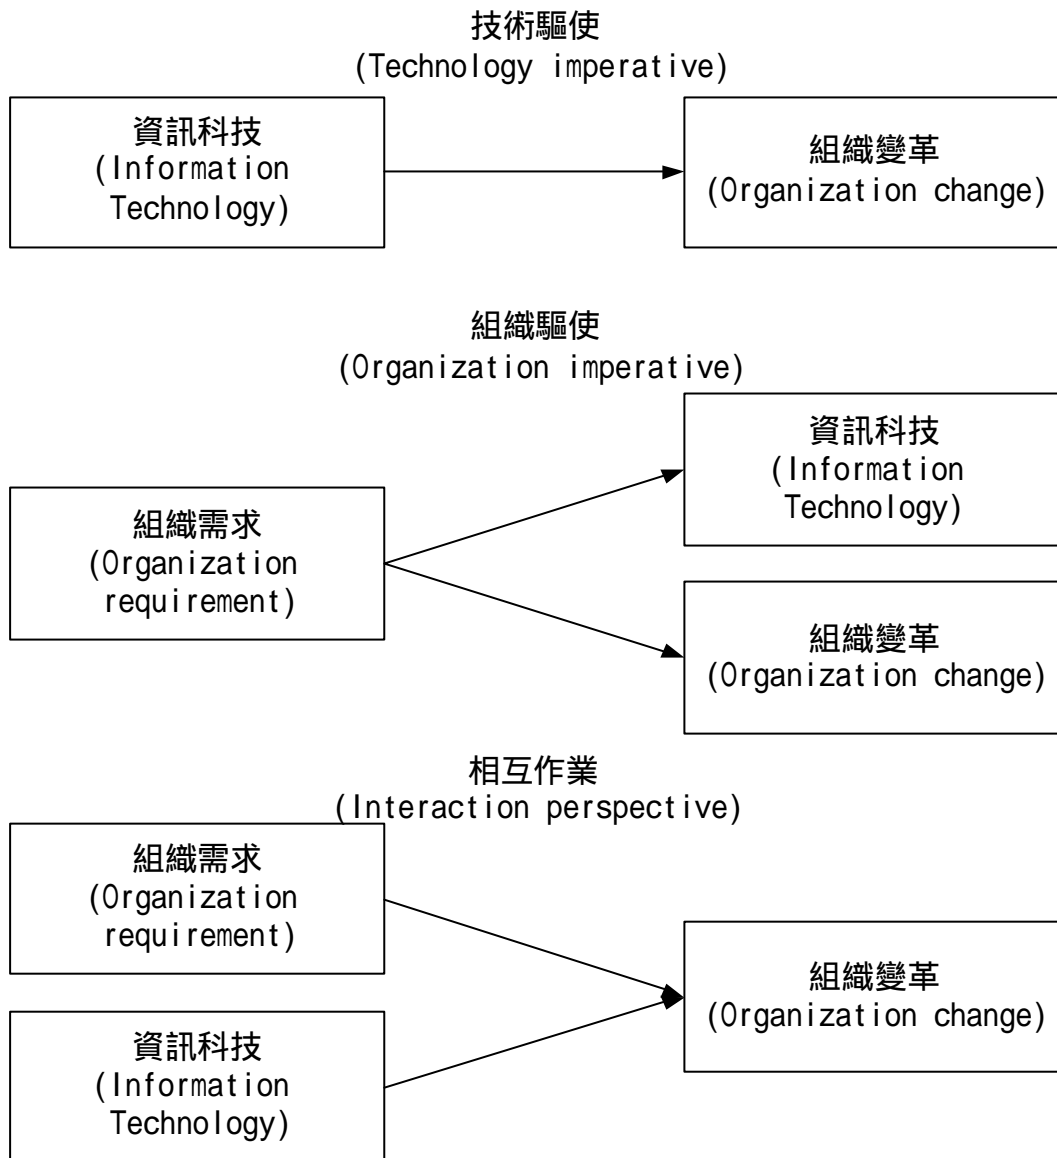 技術驅使
(Technology imperative)
資訊科技
(Information
Technology)
組織變革
(Organization change)
組織驅使
(Organization imperative)
組織需求
(Organization
requirement)
資訊科技
(Information
Technology)
組織變革
(Organization change)
相互作業
(Interaction perspective)
組織需求
(Organization
requirement)
資訊科技
(Information
Technology)
組織變革
(Organization change)